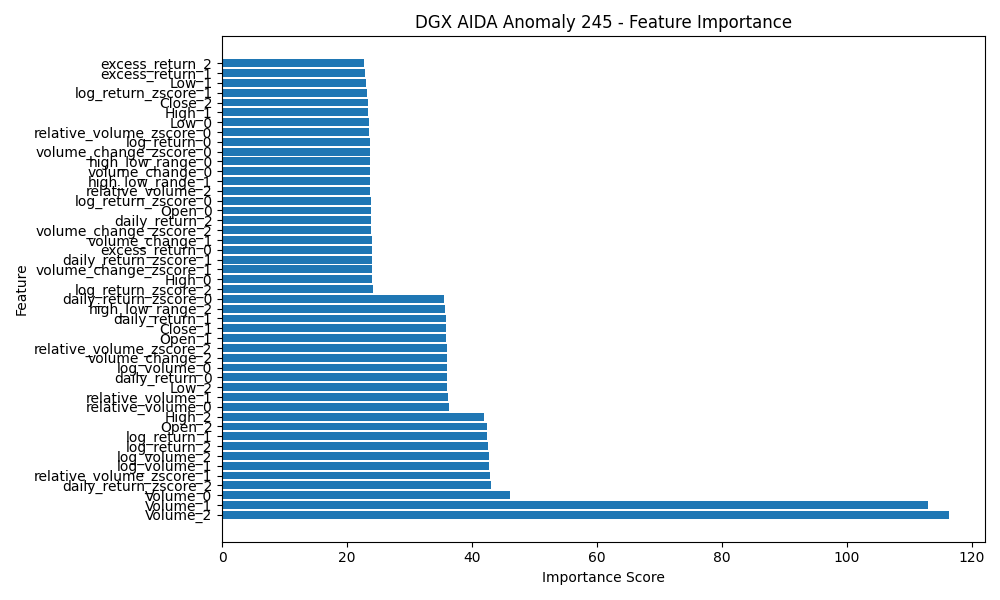 DGX AIDA Anomaly 245 - Feature Importance
excess_return_2
excess_return_1
Low_1
log_return_zscore_1
Close_2
High_1
Low_0
relative_volume_zscore_0
log_return_0
volume_change_zscore_0
high_low_range_0
volume_change_0
high_low_range_1
relative_volume_2
log_return_zscore_0
Open_0
daily_return_2
volume_change_zscore_2
volume_change_1
excess_return_0
daily_return_zscore_1
volume_change_zscore_1
High_0
log_return_zscore_2
daily_return_zscore_0
high_low_range_2
daily_return_1
Close_1
Open_1
relative_volume_zscore_2
volume_change_2
log_volume_0
daily_return_0
Low_2
relative_volume_1
relative_volume_0
High_2
Open_2
log_return_1
log_return_2
log_volume_2
log_volume_1
relative_volume_zscore_1
daily_return_zscore_2
Volume_0
Volume_1
Volume_2
Feature
0 20 40 60 80 100 120
Importance Score